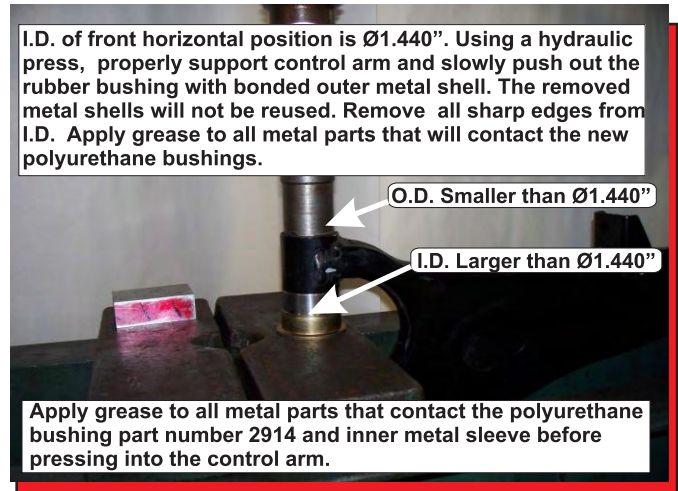 I.D. of front horizontal position is Ø1.440”. Using a hydraulic
press,  properly support control arm and slowly push out the
rubber bushing with bonded outer metal shell. The removed
metal shells will not be reused. Remove  all sharp edges from
I.D.  Apply grease to all metal parts that will contact the new
polyurethane bushings.
O.D. Smaller than Ø1.440”
I.D. Larger than Ø1.440”
Apply grease to all metal parts that contact the polyurethane
bushing part number 2914 and inner metal sleeve before
pressing into the control arm.